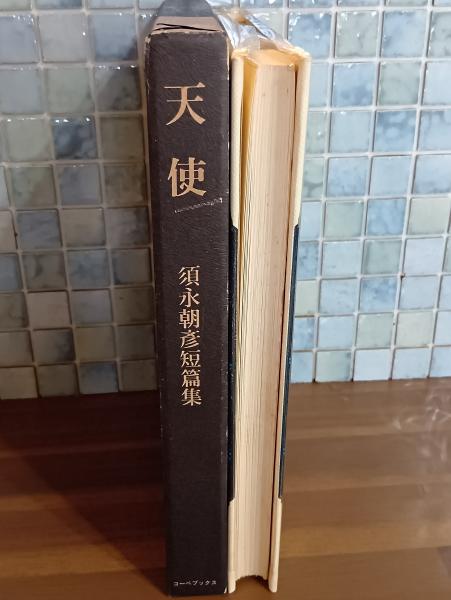 天使
須永朝彦短篇集
コーベブックス